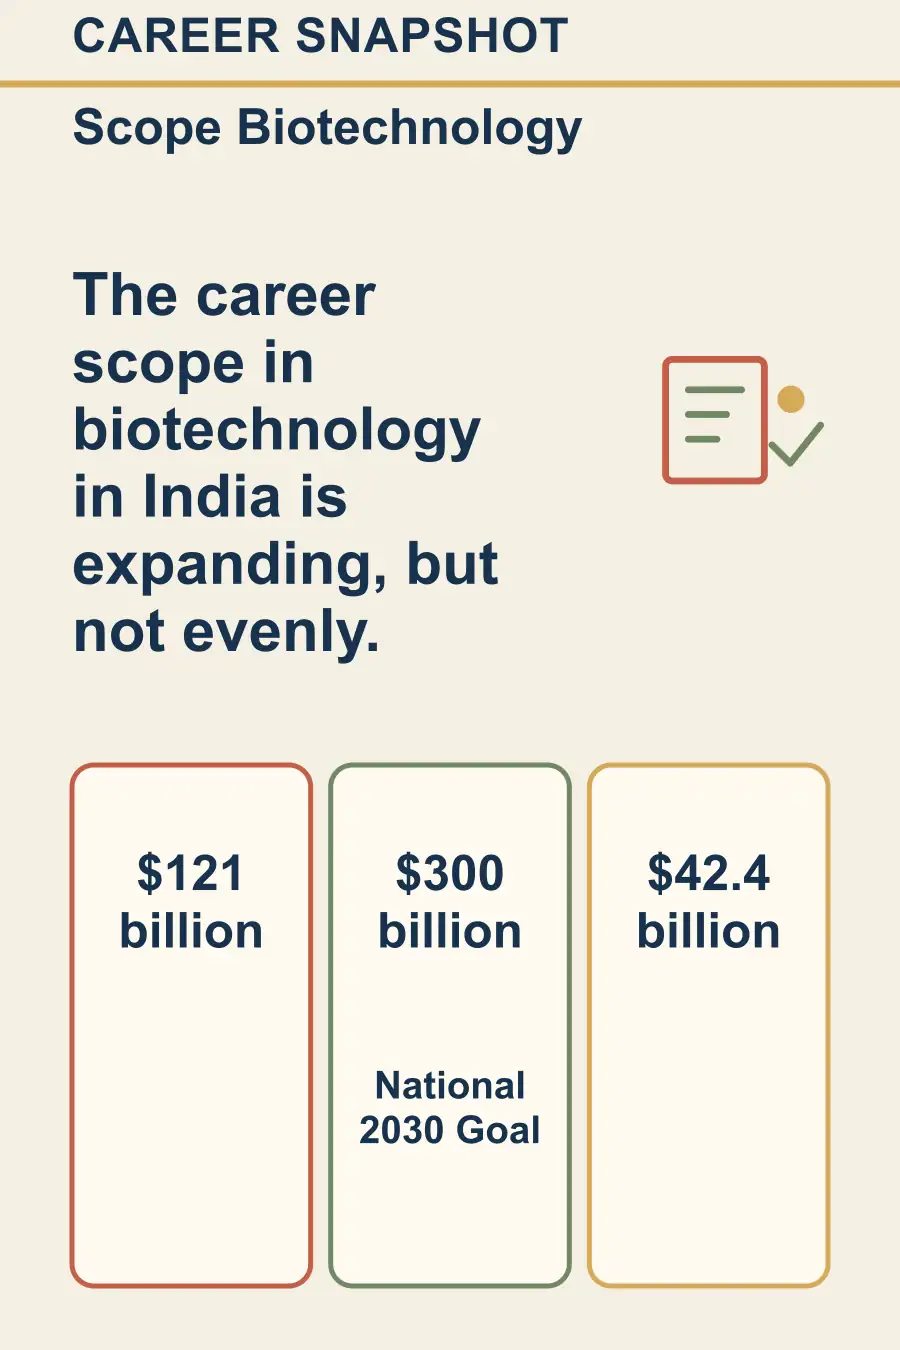 CAREER SNAPSHOT
Scope Biotechnology
The career
scope in
biotechnology
in India is
expanding, but
not evenly.
$121
billion
$300
billion
National
2030 Goal
$42.4
billion